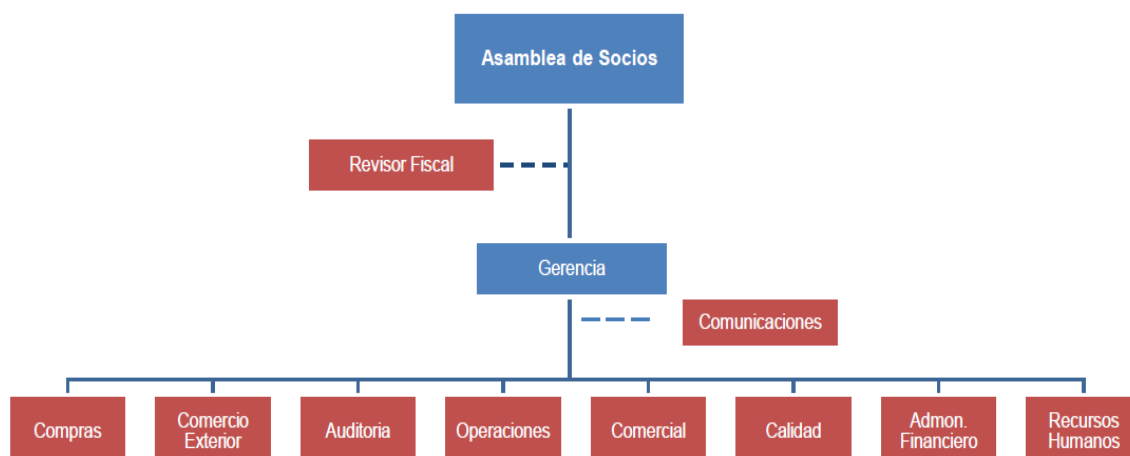 Asamblea de Socios
Revisor Fiscal
Gerencia
Comunicaciones
Compras
Comercio
Exterior
Auditoria
Operaciones
Comercial
Calidad
Admon.
Financiero
Recursos
Humanos